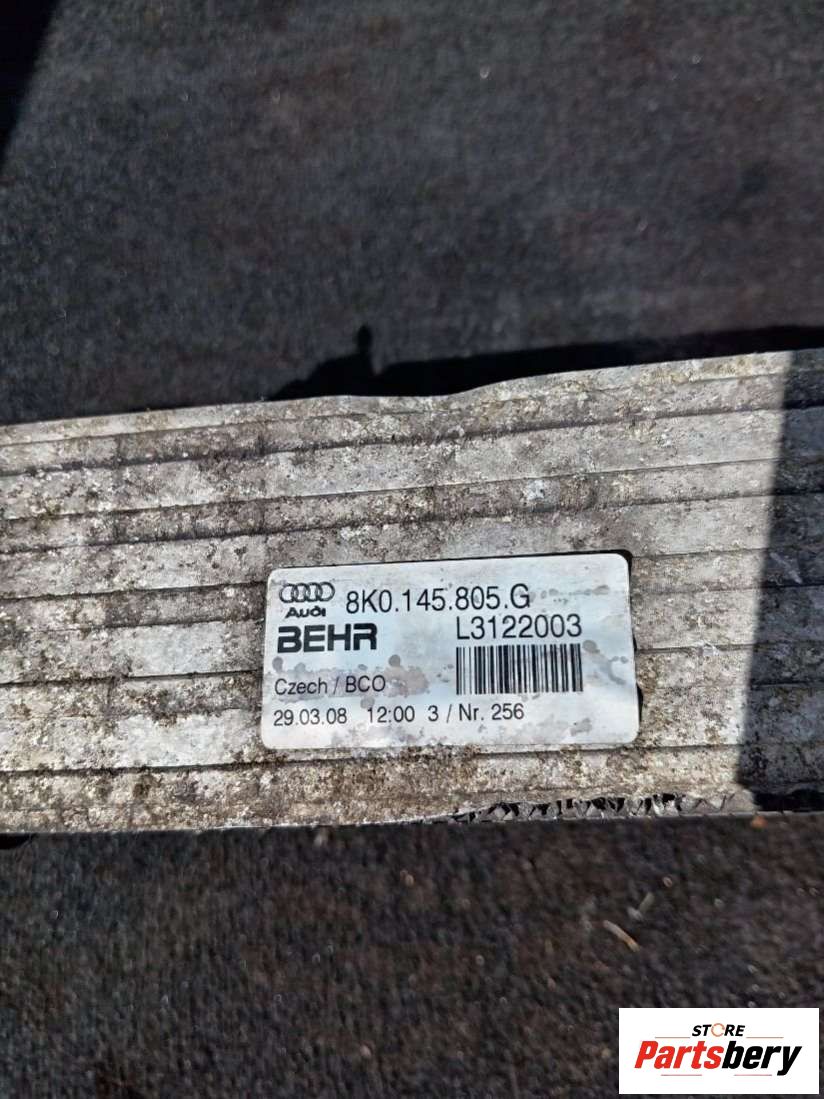 Audi 8K0.145.805.G
BEHR L3122003
Czech / BCO
29.03.08 12:00 3 / Nr. 256
STORE
Partsbery